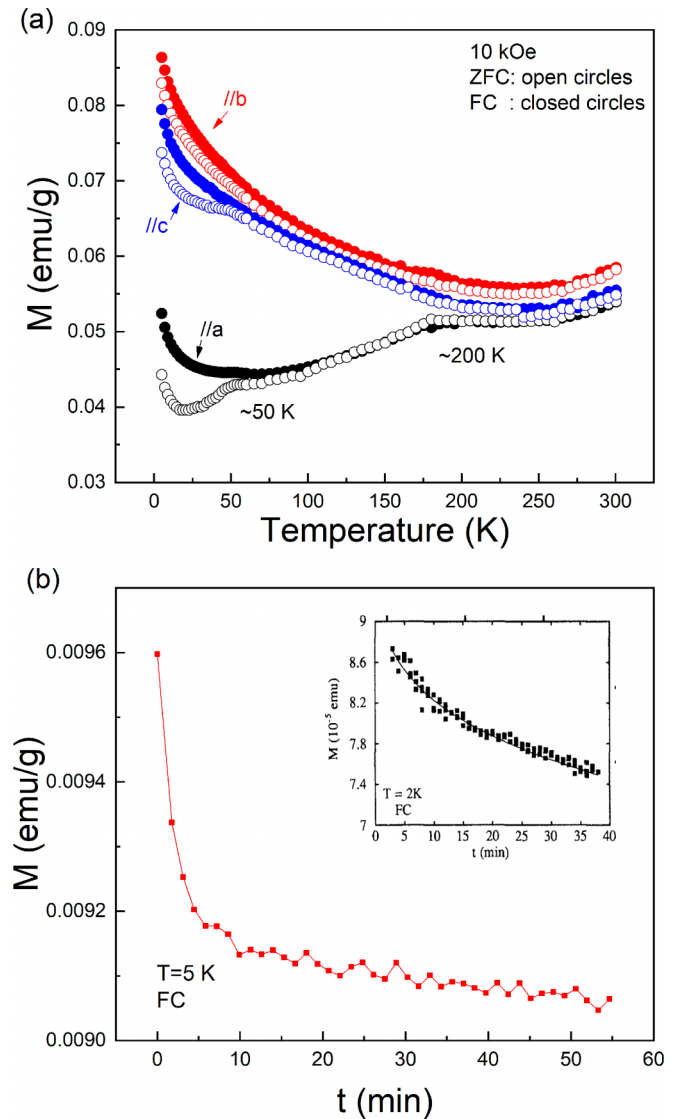 (a)
0.09
0.08
0.07
0.06
0.05
0.04
0.03
M (emu/g)
10 kOe
ZFC: open circles
FC : closed circles
//b
//c
//a
~50 K
~200 K
0 50 100 150 200 250 300
Temperature (K)
(b)
0.0096
0.0094
0.0092
0.0090
M (emu/g)
9
8.6
8.2
7.8
7.4
7
M (10⁻⁵ emu)
T = 2K
FC
0 5 10 15 20 25 30 35 40
t (min)
T=5 K
FC
0 10 20 30 40 50 60
t (min)